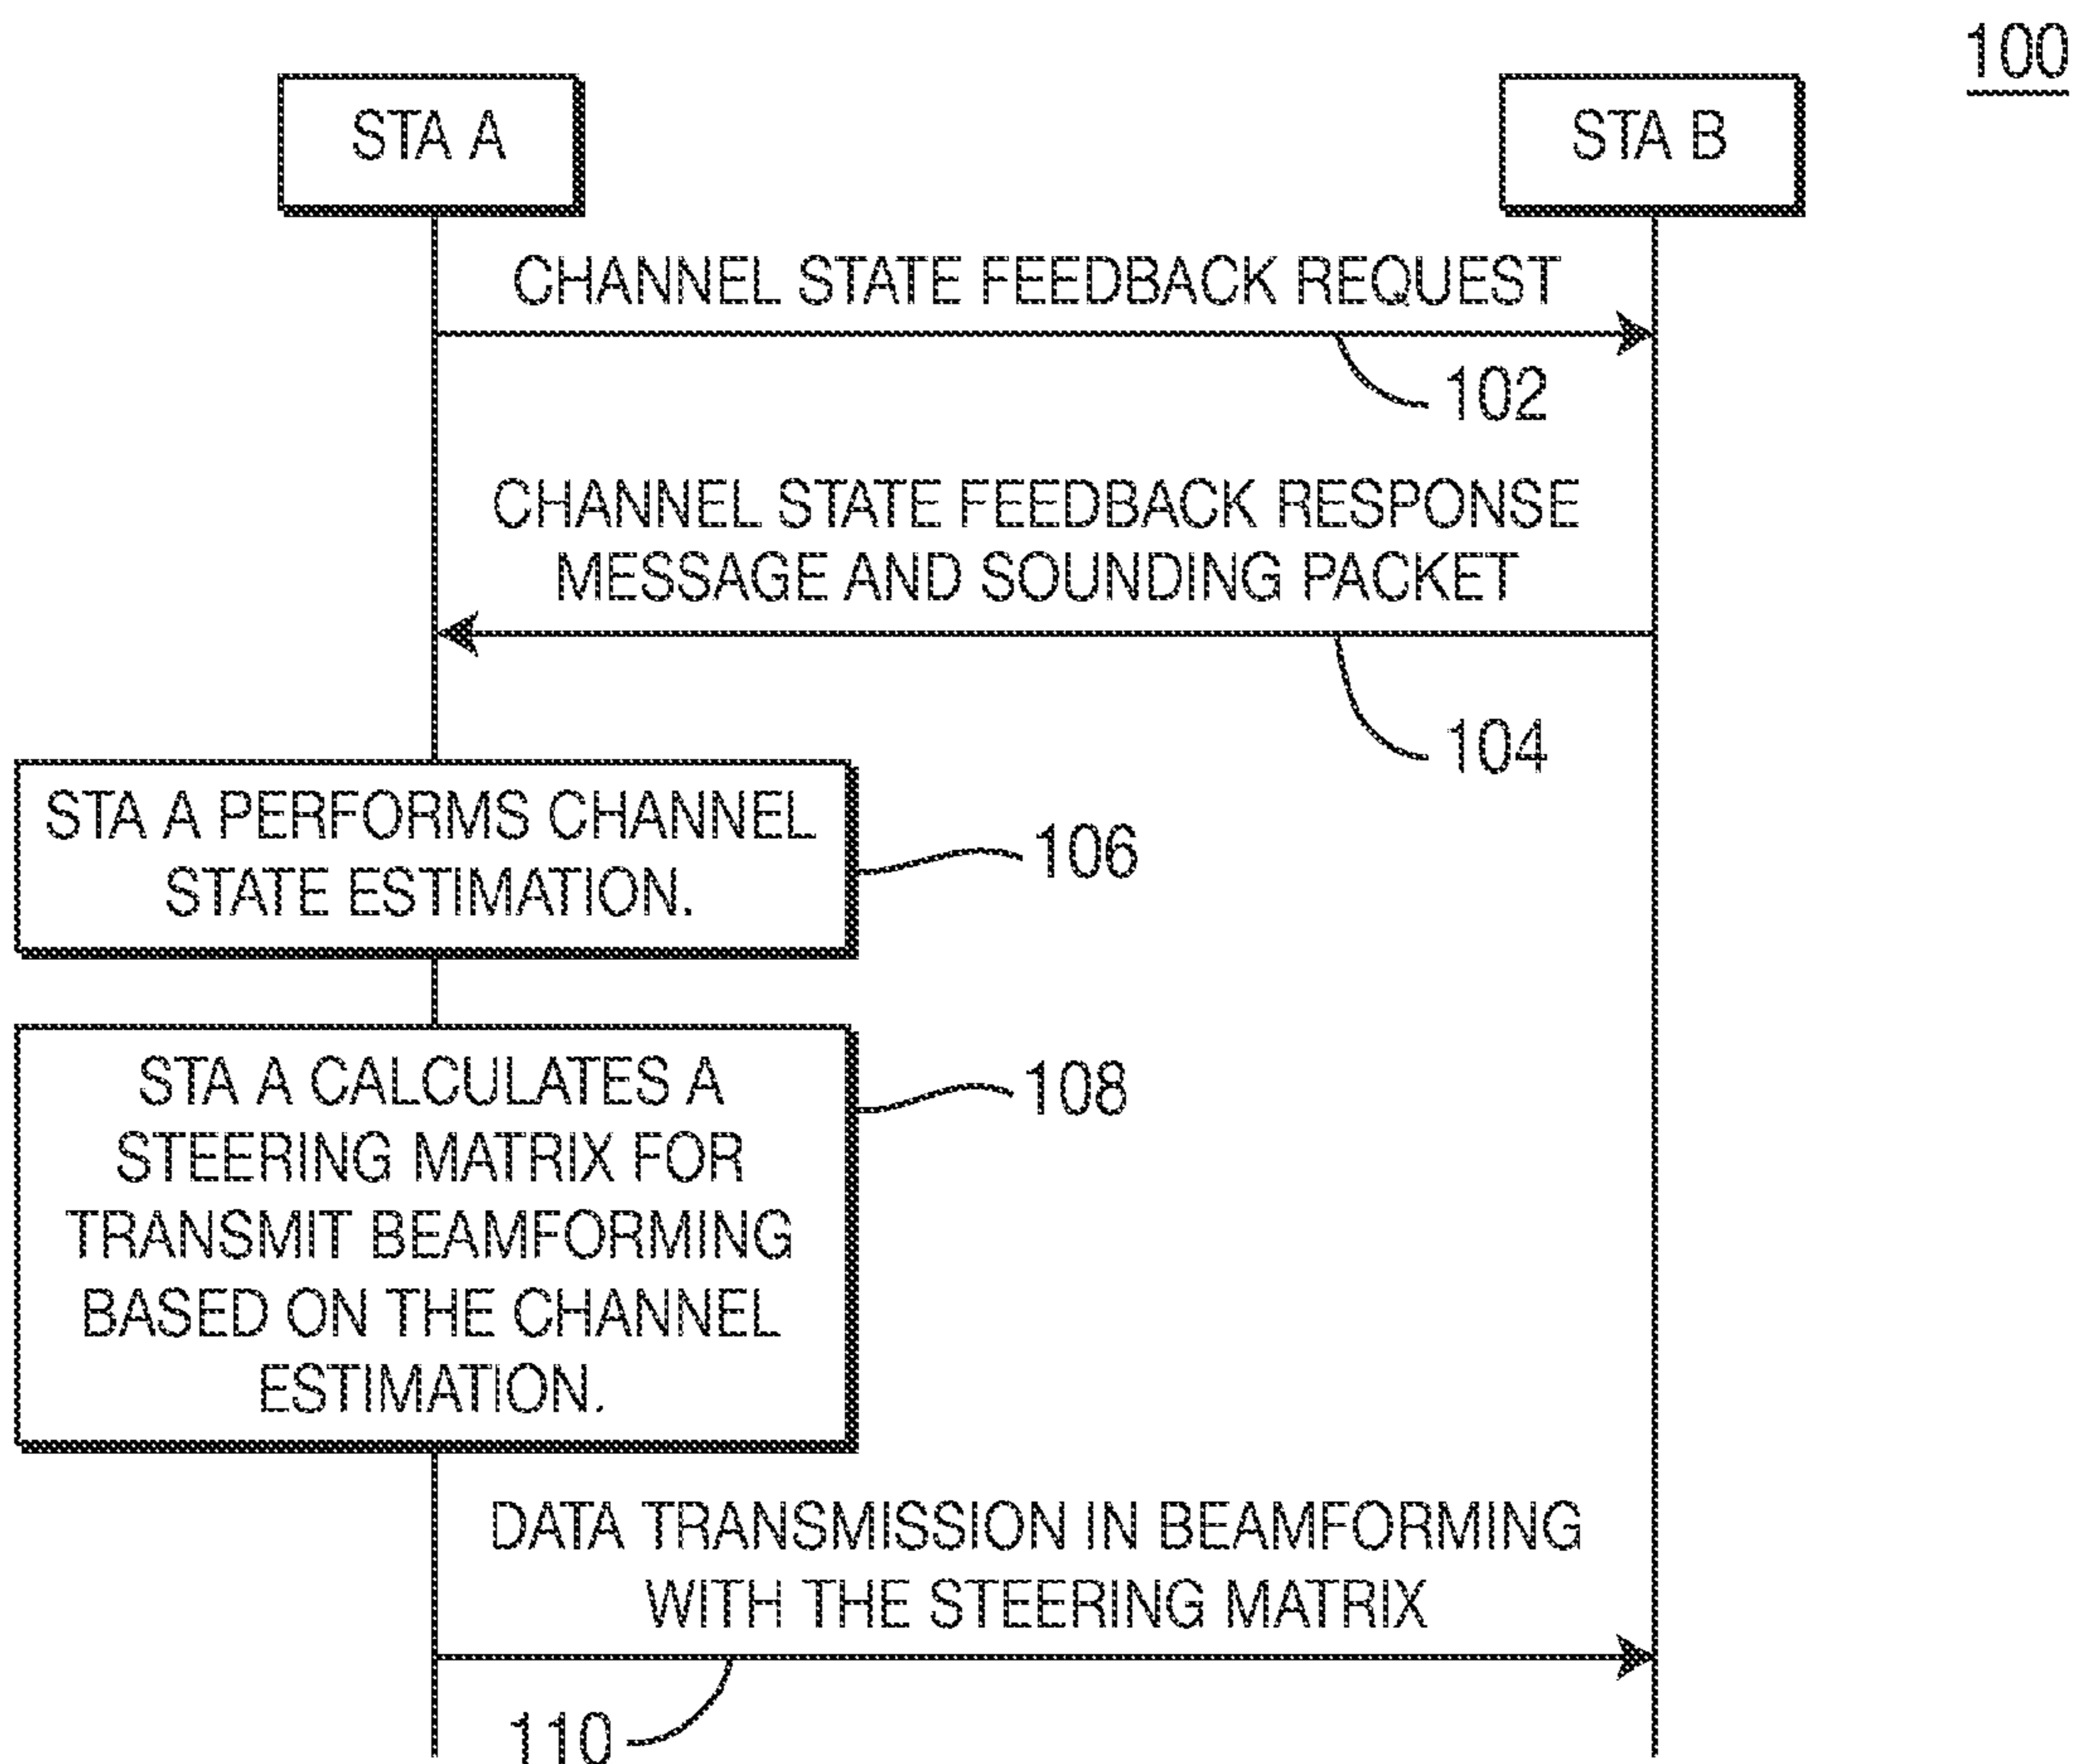 100
STA A
STA B
CHANNEL STATE FEEDBACK REQUEST
102
CHANNEL STATE FEEDBACK RESPONSE
MESSAGE AND SOUNDING PACKET
104
STA A PERFORMS CHANNEL
STATE ESTIMATION.
106
STA A CALCULATES A
STEERING MATRIX FOR
TRANSMIT BEAMFORMING
BASED ON THE CHANNEL
ESTIMATION.
108
DATA TRANSMISSION IN BEAMFORMING
WITH THE STEERING MATRIX
110